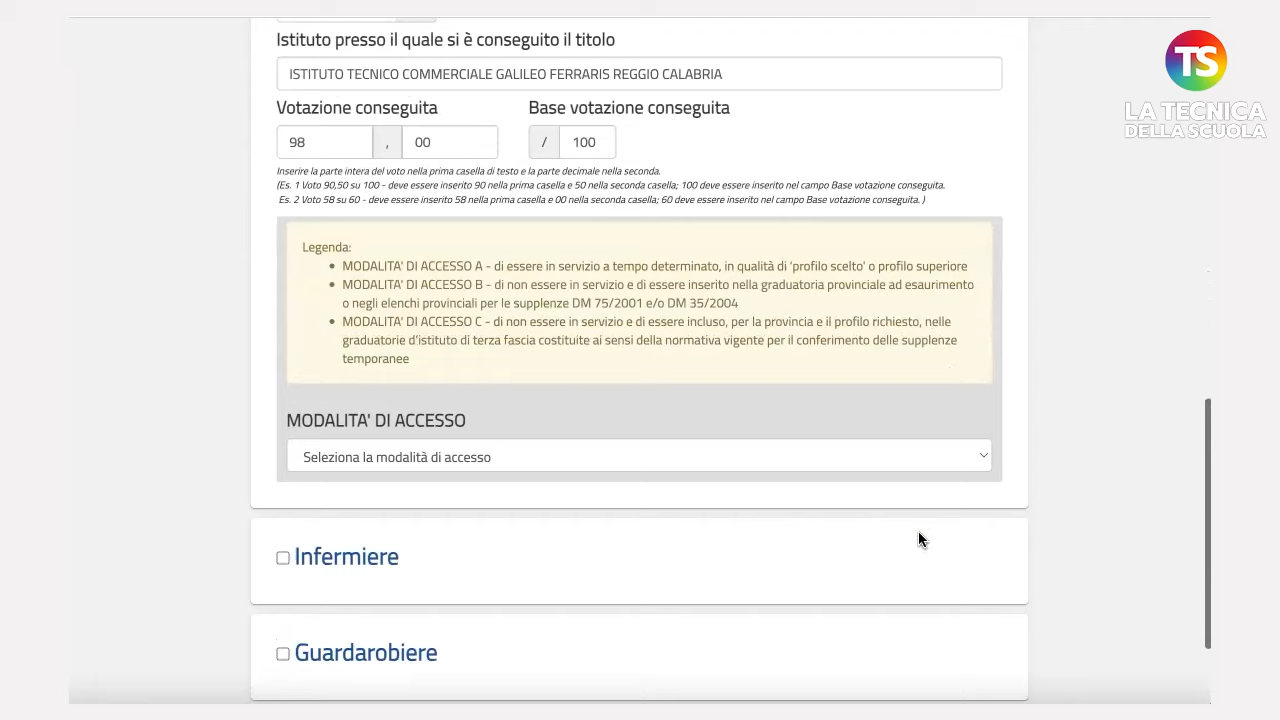 Istituto presso il quale si è conseguito il titolo
ISTITUTO TECNICO COMMERCIALE GALILEO FERRARIS REGGIO CALABRIA
Votazione conseguita
Base votazione conseguita
98 , 00
/ 100
Inserire la parte intera del voto nella prima casella di testo e la parte decimale nella seconda.
(Es. 1 Voto 90,50 su 100 - deve essere inserito 90 nella prima casella e 50 nella seconda casella; 100 deve essere inserito nel campo Base votazione conseguita.
Es. 2 Voto 58 su 60 - deve essere inserito 58 nella prima casella e 00 nella seconda casella; 60 deve essere inserito nel campo Base votazione conseguita. )
Legenda:
• MODALITA' DI ACCESSO A - di essere in servizio a tempo determinato, in qualità di 'profilo scelto' o profilo superiore
• MODALITA' DI ACCESSO B - di non essere in servizio e di essere inserito nella graduatoria provinciale ad esaurimento
o negli elenchi provinciali per le supplenze DM 75/2001 e/o DM 35/2004
• MODALITA' DI ACCESSO C - di non essere in servizio e di essere incluso, per la provincia e il profilo richiesto, nelle
graduatorie d'istituto di terza fascia costituite ai sensi della normativa vigente per il conferimento delle supplenze
temporanee
MODALITA' DI ACCESSO
Seleziona la modalità di accesso
Infermiere
Guardarobiere
TS
LA TECNICA
DELLA SCUOLA